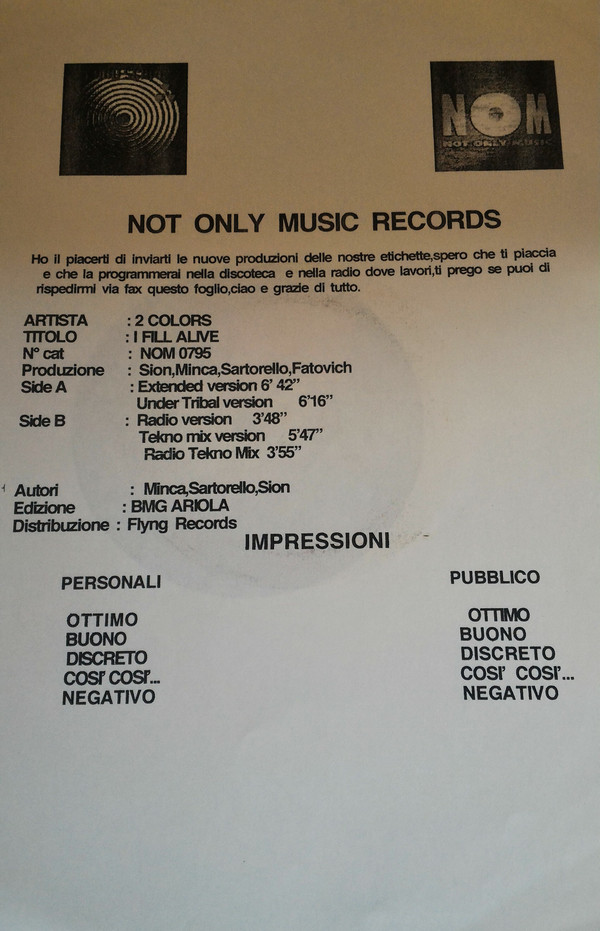 NOM
NOT ONLY MUSIC
NOT ONLY MUSIC RECORDS
Ho il piacerti di inviarti le nuove produzioni delle nostre etichette,spero che ti piaccia
e che la programmerai nella discoteca e nella radio dove lavori,ti prego se puoi di
rispedirmi via fax questo foglio,ciao e grazie di tutto.
ARTISTA : 2 COLORS
TITOLO : I FILL ALIVE
N° cat : NOM 0795
Produzione : Sion,Minca,Sartorello,Fatovich
Side A : Extended version 6' 42"
Under Tribal version 6'16"
Side B : Radio version 3'48"
Tekno mix version 5'47"
Radio Tekno Mix 3'55"
Autori : Minca,Sartorello,Sion
Edizione : BMG ARIOLA
Distribuzione : Flyng Records
IMPRESSIONI
PERSONALI PUBBLICO
OTTIMO OTTIMO
BUONO BUONO
DISCRETO DISCRETO
COSI' COSI'... COSI' COSI'...
NEGATIVO NEGATIVO